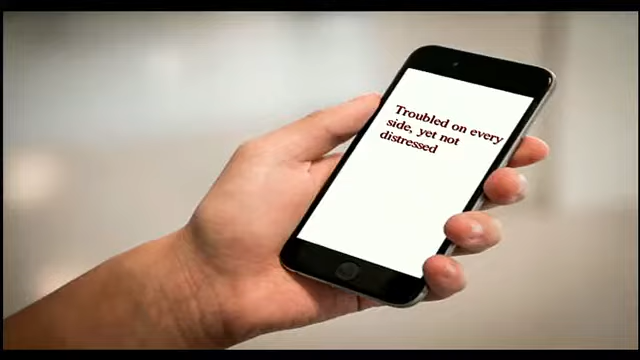 Troubled on every
side, yet not
distressed